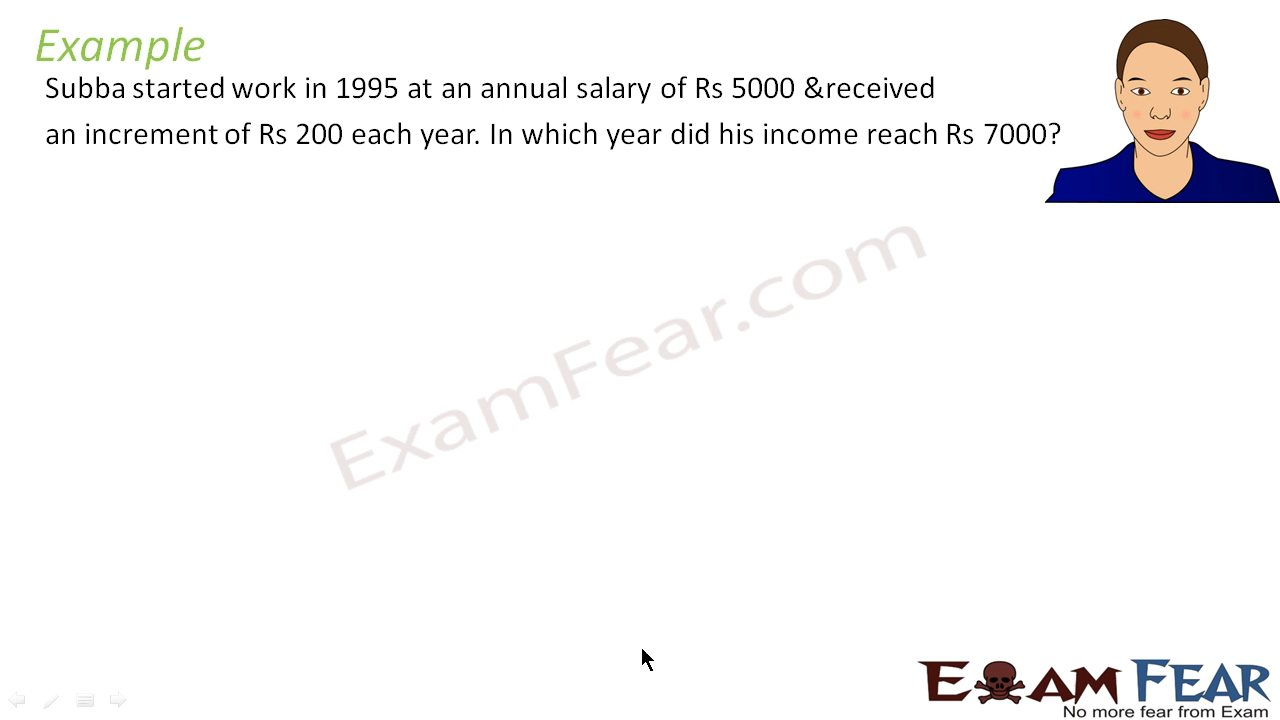 Example
Subba started work in 1995 at an annual salary of Rs 5000 &received
an increment of Rs 200 each year. In which year did his income reach Rs 7000?
ExamFear.com
EXAM FEAR
No more fear from Exam